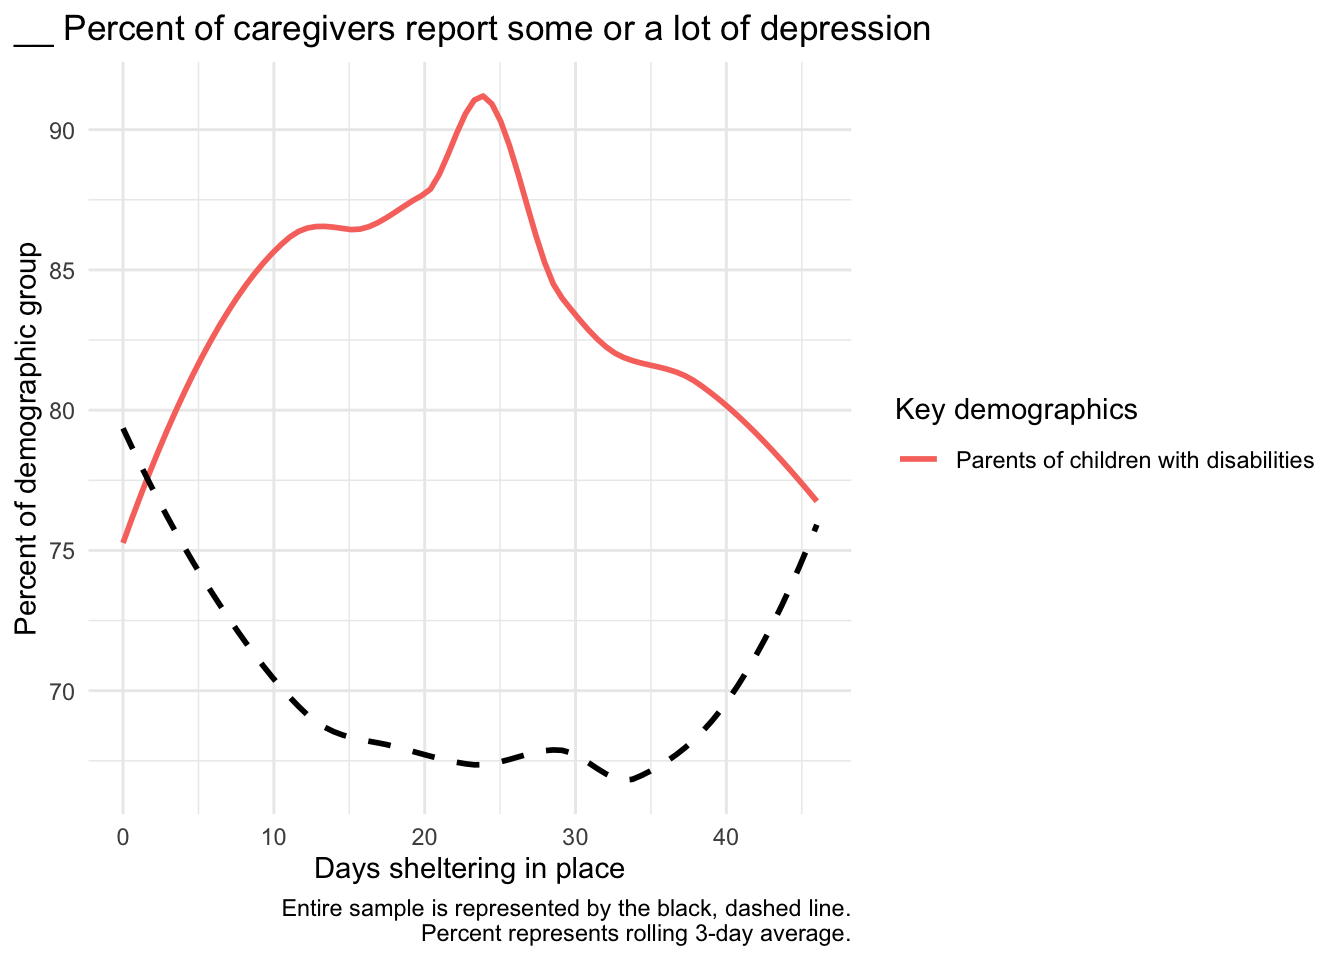 __ Percent of caregivers report some or a lot of depression
Percent of demographic group
90
85
80
75
70
0 10 20 30 40
Days sheltering in place
Key demographics
Parents of children with disabilities
Entire sample is represented by the black, dashed line.
Percent represents rolling 3-day average.